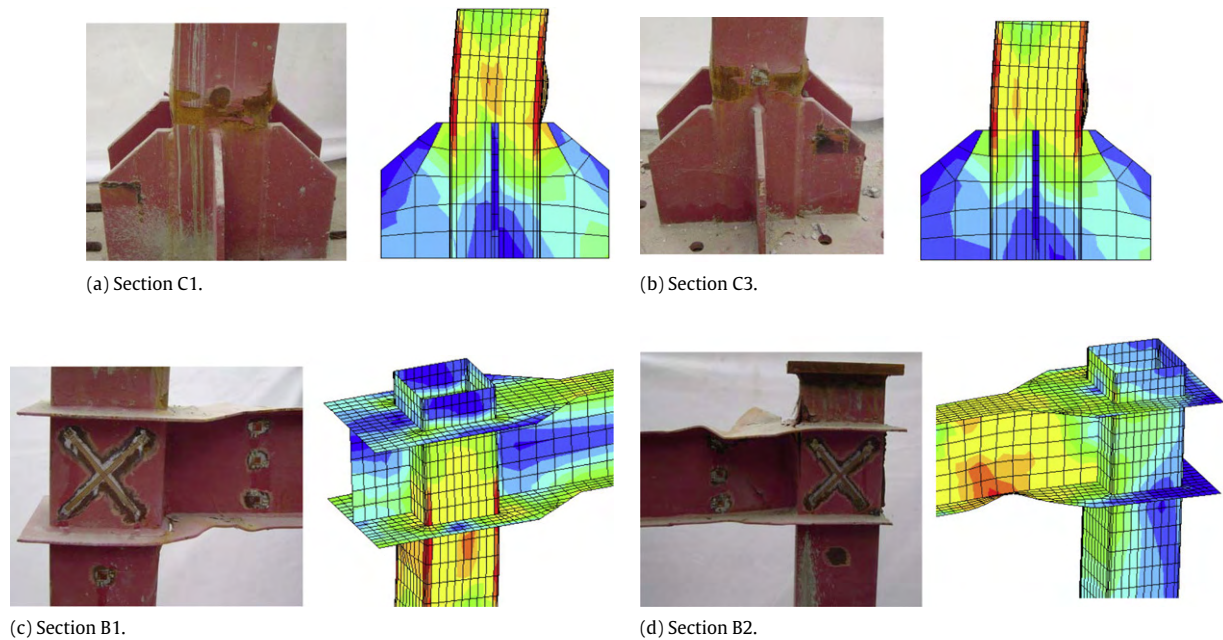 (a) Section C1.
(b) Section C3.
(c) Section B1.
(d) Section B2.